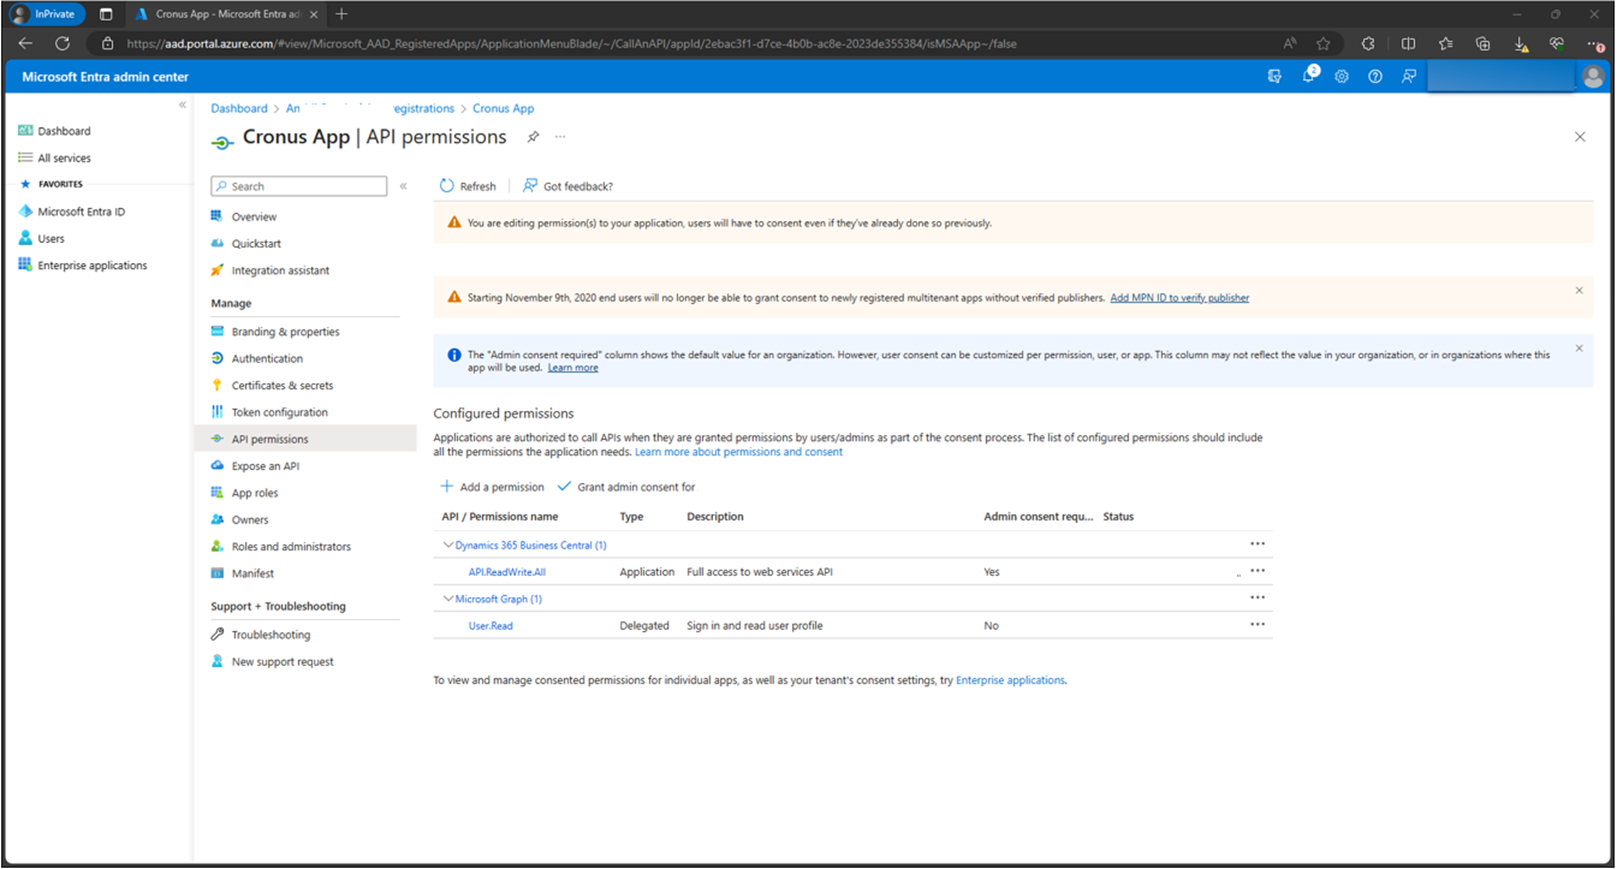 InPrivate
Cronus App - Microsoft Entra ad
https://aad.portal.azure.com/#view/Microsoft_AAD_RegisteredApps/ApplicationMenuBlade/~/CallAnAPI/appId/2ebac3f1-d7ce-4b0b-ac8e-2023de355384/isMSAApp~/false
Microsoft Entra admin center
2
Dashboard
All services
FAVORITES
Microsoft Entra ID
Users
Enterprise applications
Dashboard > An egistrations > Cronus App
Cronus App | API permissions
Search
Overview
Quickstart
Integration assistant
Manage
Branding & properties
Authentication
Certificates & secrets
Token configuration
API permissions
Expose an API
App roles
Owners
Roles and administrators
Manifest
Support + Troubleshooting
Troubleshooting
New support request
Refresh
Got feedback?
You are editing permission(s) to your application, users will have to consent even if they've already done so previously.
Starting November 9th, 2020 end users will no longer be able to grant consent to newly registered multitenant apps without verified publishers. Add MPN ID to verify publisher
The "Admin consent required" column shows the default value for an organization. However, user consent can be customized per permission, user, or app. This column may not reflect the value in your organization, or in organizations where this
app will be used. Learn more
Configured permissions
Applications are authorized to call APIs when they are granted permissions by users/admins as part of the consent process. The list of configured permissions should include
all the permissions the application needs. Learn more about permissions and consent
Add a permission Grant admin consent for
API / Permissions name Type Description Admin consent requ... Status
Dynamics 365 Business Central (1)
API.ReadWrite.All Application Full access to web services API Yes
Microsoft Graph (1)
User.Read Delegated Sign in and read user profile No
To view and manage consented permissions for individual apps, as well as your tenant's consent settings, try Enterprise applications.